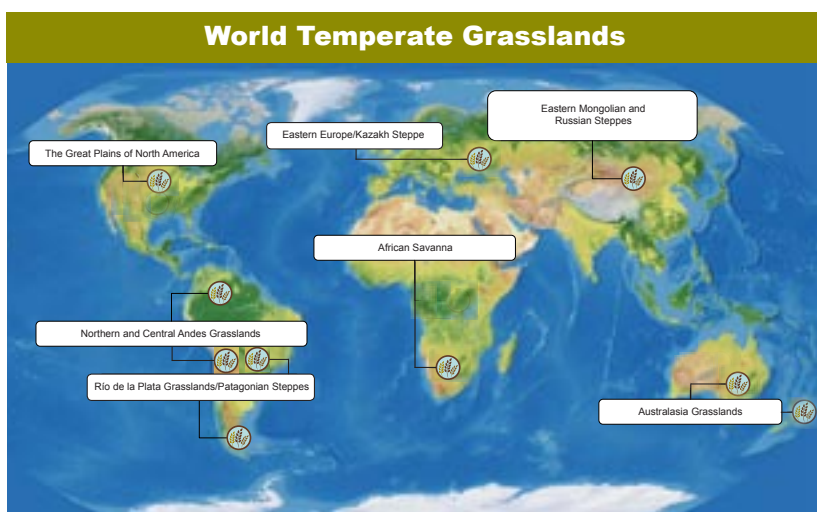 World Temperate Grasslands
Eastern Mongolian and
Russian Steppes
Eastern Europe/Kazakh Steppe
The Great Plains of North America
African Savanna
Northern and Central Andes Grasslands
Río de la Plata Grasslands/Patagonian Steppes
Australasia Grasslands